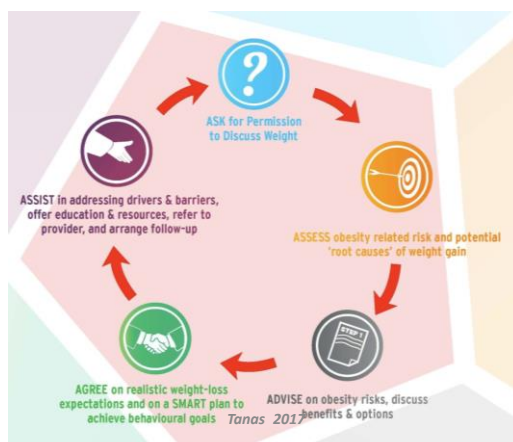 ?
ASK for Permission
to Discuss Weight
ASSESS obesity related risk and potential
'root causes' of weight gain
STEP 1
ADVISE on obesity risks, discuss
benefits & options
AGREE on realistic weight-loss
expectations and on a SMART plan to
achieve behavioural goals
ASSIST in addressing drivers & barriers,
offer education & resources, refer to
provider, and arrange follow-up
Tanas 2017